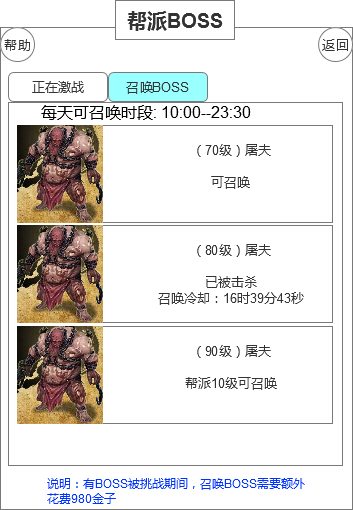 帮派BOSS
帮助
返回
正在激战
召唤BOSS
每天可召唤时段: 10:00--23:30
（70级）屠夫
可召唤
（80级）屠夫
已被击杀
召唤冷却：16时39分43秒
（90级）屠夫
帮派10级可召唤
说明：有BOSS被挑战期间，召唤BOSS需要额外
花费980金子